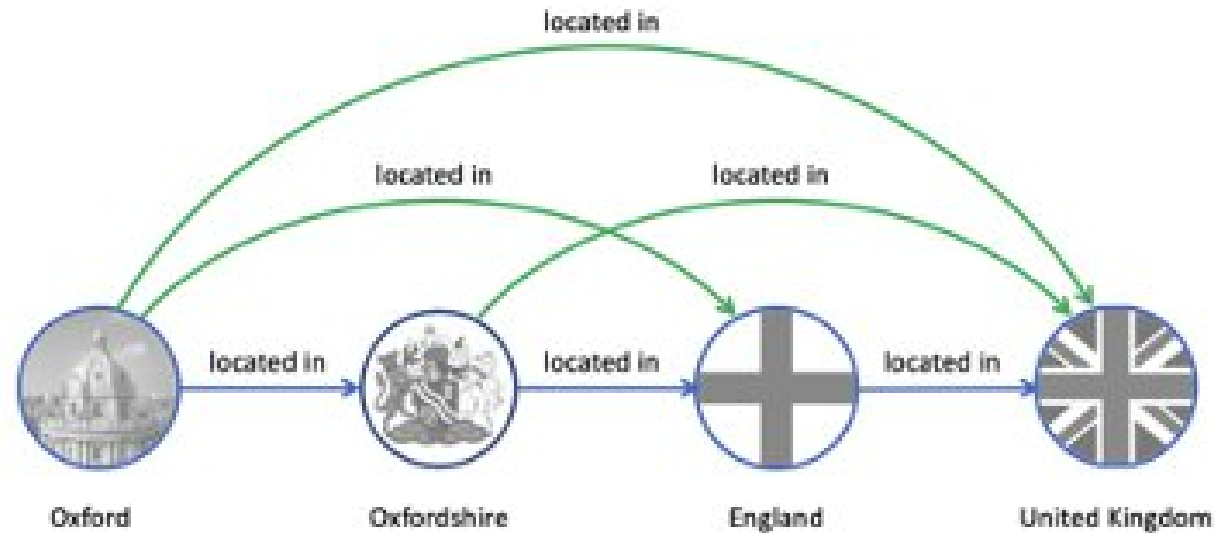 located in
located in
located in
located in
located in
located in
Oxford
Oxfordshire
England
United Kingdom